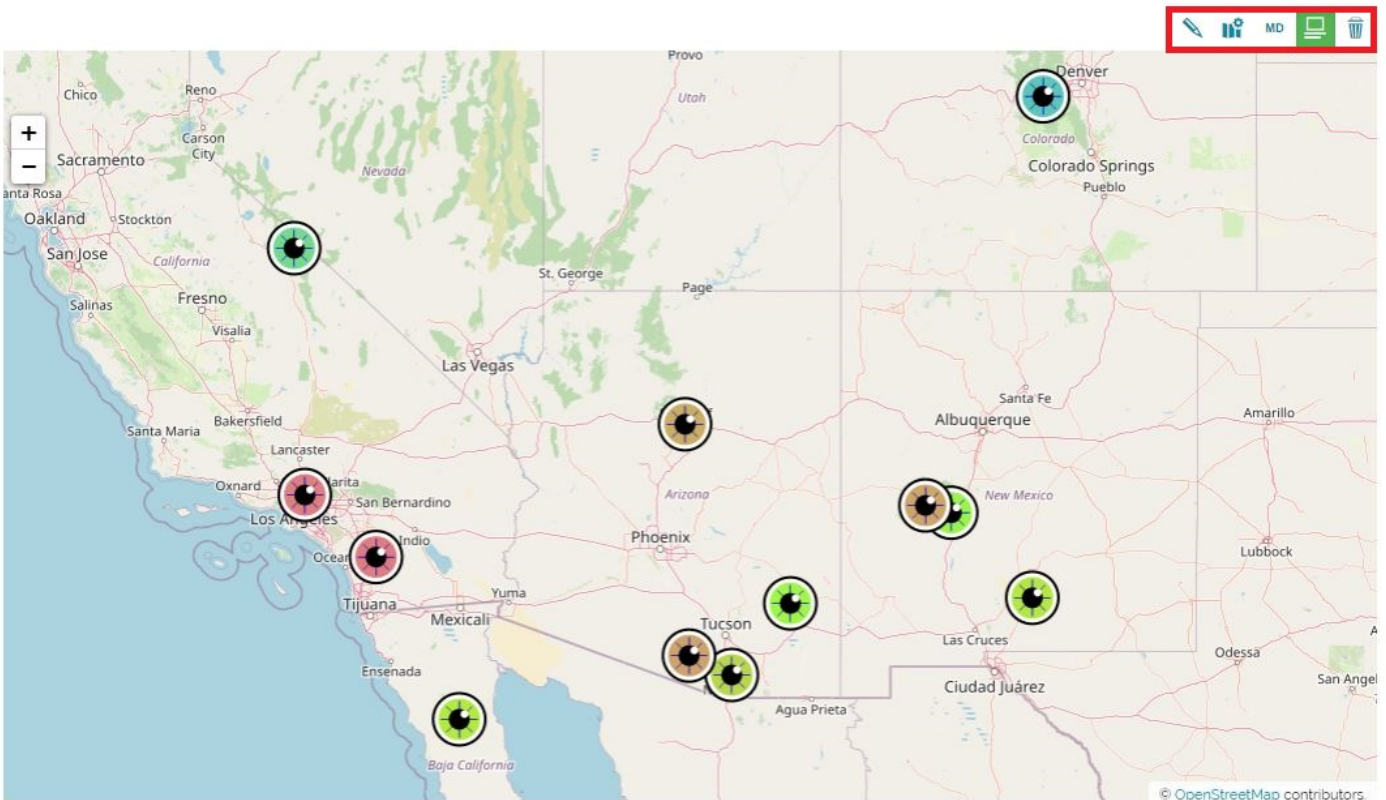 MD
Provo
Denver
Chico
Reno
Utah
+
Carson
City
Colorado
Sacramento
Nevada
Colorado Springs
−
anta Rosa
Pueblo
Oakland
Stockton
San Jose
California
St. George
Page
Salinas
Fresno
Visalia
Las Vegas
Santa Fe
Albuquerque
Amarillo
Bakersfield
Santa Maria
Lancaster
Oxnard
larita
Arizona
New Mexico
San Bernardino
Los Angeles
Phoenix
Indio
Lubbock
Ocean
Yuma
Tijuana
Mexicali
Tucson
Las Cruces
Odessa
Ensenada
San Angel
Ciudad Juárez
Agua Prieta
Baja California
© OpenStreetMap contributors.